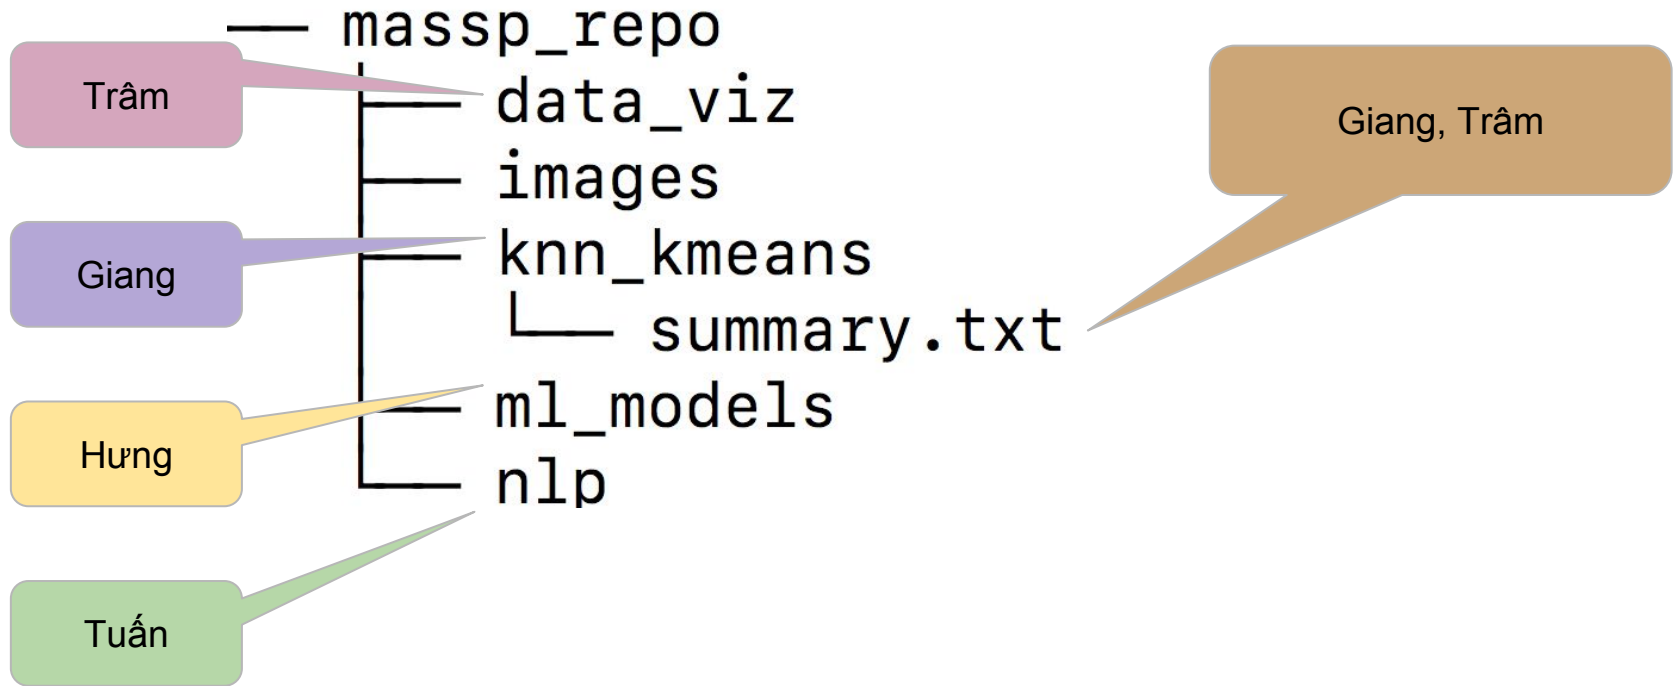 massp_repo
Trâm
data_viz
Giang, Trâm
images
Giang
knn_kmeans
summary.txt
Hưng
ml_models
nlp
Tuấn